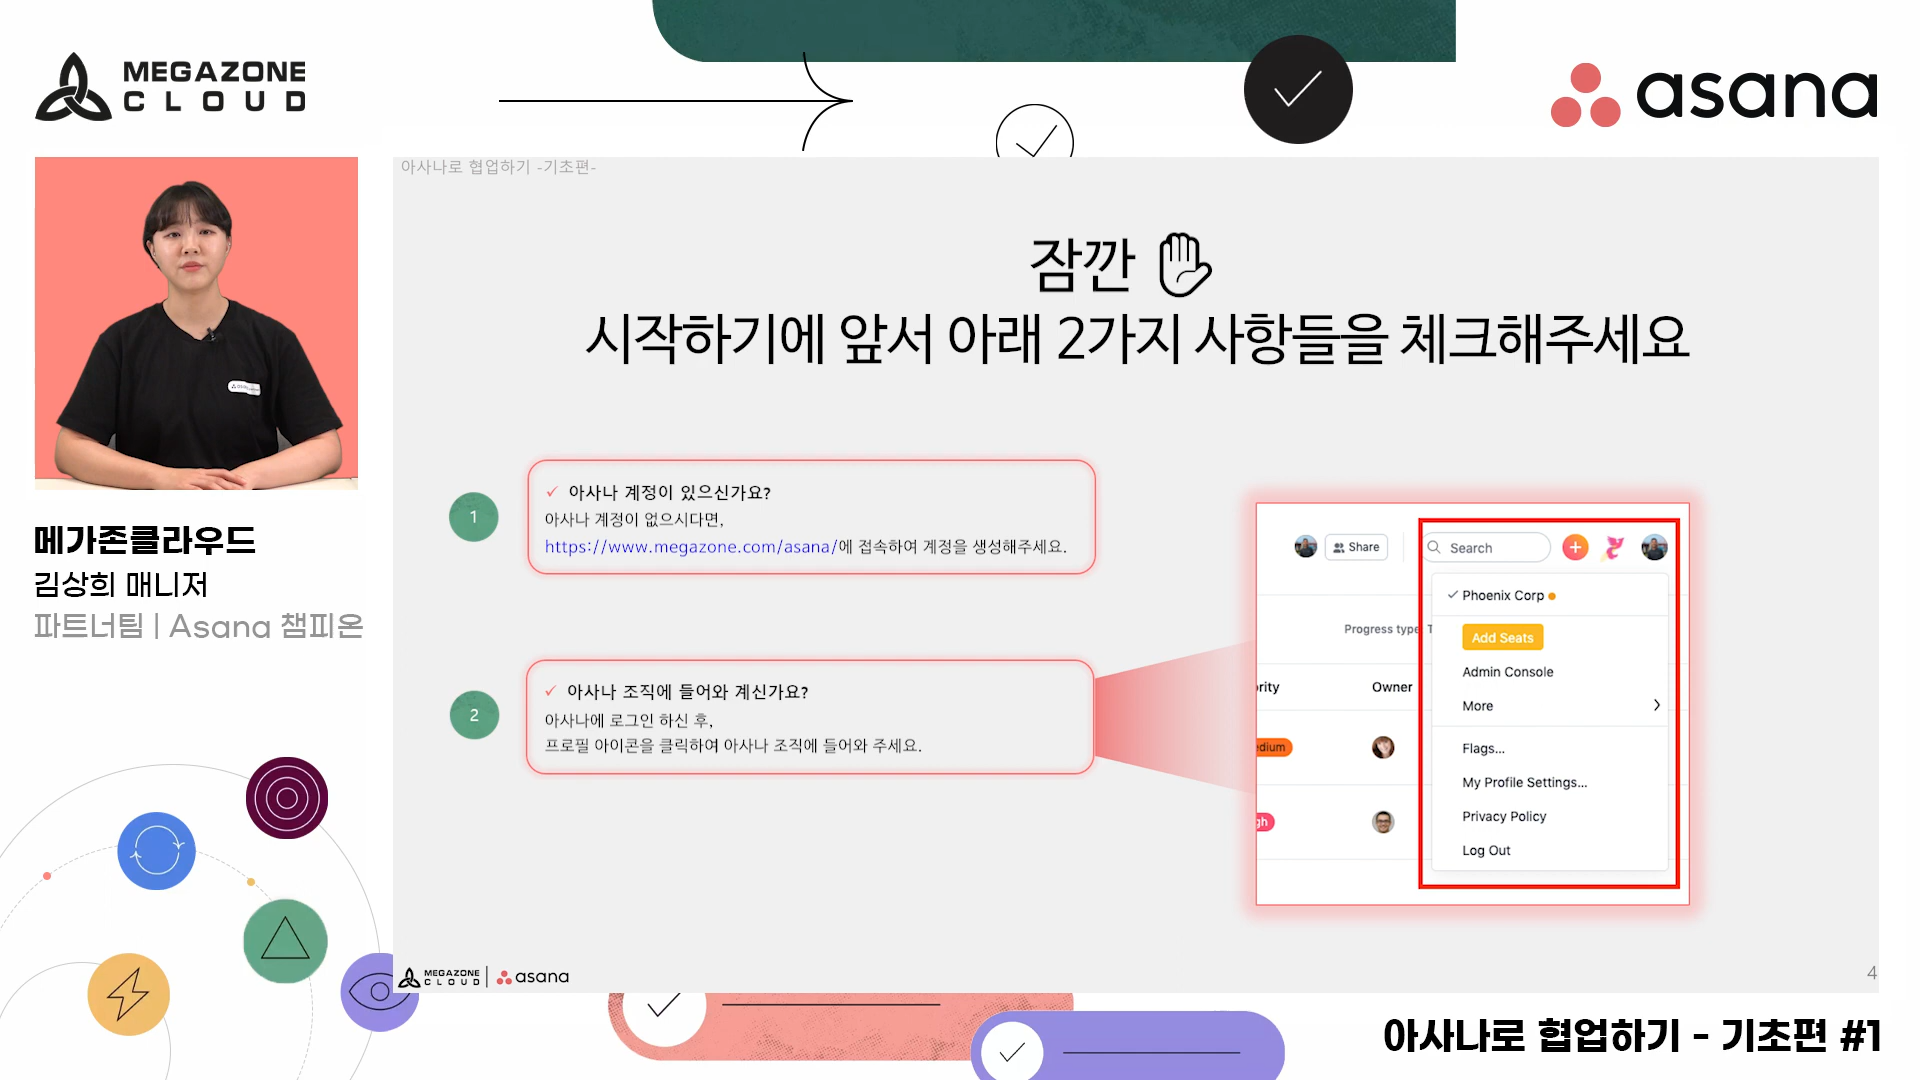 MEGAZONE
CLOUD
asana
메가존클라우드
김상희 매니저
파트너팀 | Asana 챔피온
아사나로 협업하기 -기초편-
잠깐
시작하기에 앞서 아래 2가지 사항들을 체크해주세요
1
✓ 아사나 계정이 있으신가요?
아사나 계정이 없으시다면,
https://www.megazone.com/asana/에 접속하여 계정을 생성해주세요.
2
✓ 아사나 조직에 들어와 계신가요?
아사나에 로그인 하신 후,
프로필 아이콘을 클릭하여 아사나 조직에 들어와 주세요.
Share
Search
Phoenix Corp
Progress type
Add Seats
Admin Console
ority
Owner
More
edium
Flags...
My Profile Settings...
gh
Privacy Policy
Log Out
MEGAZONE
CLOUD
asana
4
아사나로 협업하기 - 기초편 #1